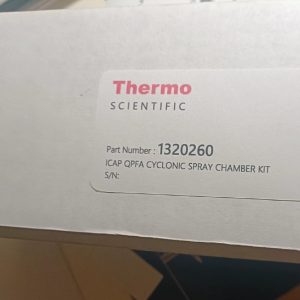 Thermo
SCIENTIFIC
Part Number : 1320260
ICAP QPFA CYCLONIC SPRAY CHAMBER KIT
S/N: